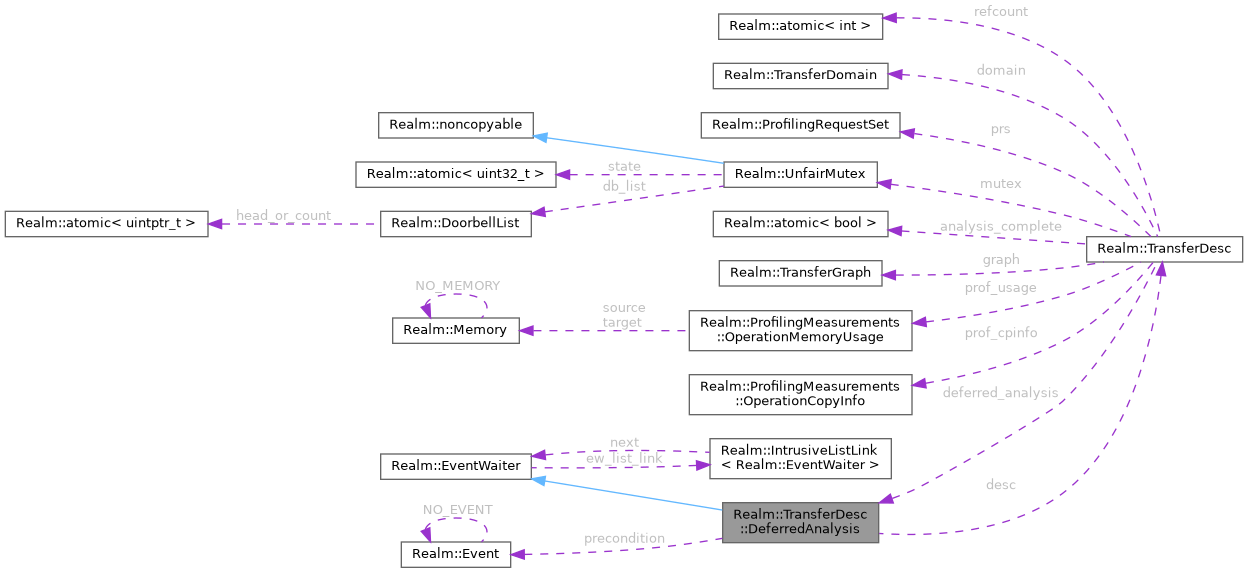 refcount
Realm::atomic< int >
domain
Realm::TransferDomain
Realm::noncopyable
Realm::ProfilingRequestSet
prs
Realm::atomic< uint32_t >
state
Realm::UnfairMutex
mutex
db_list
Realm::atomic< uintptr_t >
head_or_count
Realm::DoorbellList
Realm::atomic< bool >
analysis_complete
Realm::TransferDesc
Realm::TransferGraph
graph
NO_MEMORY
prof_usage
Realm::Memory
source
target
Realm::ProfilingMeasurements
::OperationMemoryUsage
prof_cpinfo
Realm::ProfilingMeasurements
::OperationCopyInfo
deferred_analysis
next
Realm::EventWaiter
ew_list_link
Realm::IntrusiveListLink
< Realm::EventWaiter >
desc
NO_EVENT
Realm::TransferDesc
::DeferredAnalysis
precondition
Realm::Event